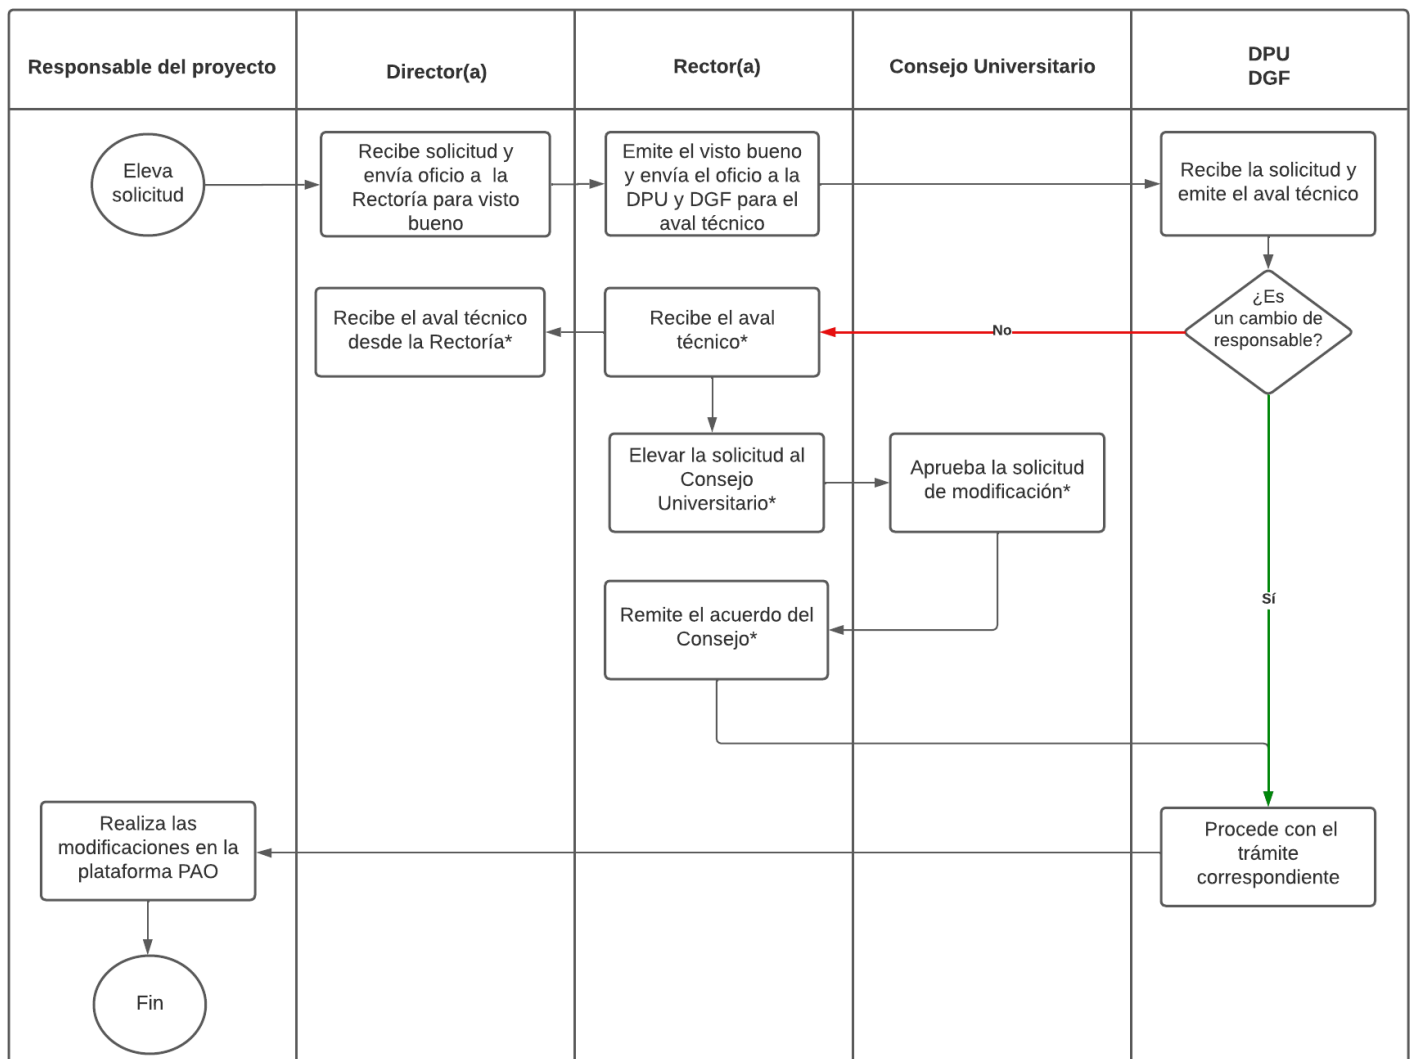 Responsable del proyecto
Director(a)
Rector(a)
Consejo Universitario
DPU
DGF
Eleva
solicitud
Recibe solicitud y
envía oficio a la
Rectoría para visto
bueno
Emite el visto bueno
y envía el oficio a la
DPU y DGF para el
aval técnico
Recibe la solicitud y
emite el aval técnico
Recibe el aval técnico
desde la Rectoría*
Recibe el aval
técnico*
No
¿Es
un cambio de
responsable?
Elevar la solicitud al
Consejo
Universitario*
Aprueba la solicitud
de modificación*
Sí
Remite el acuerdo del
Consejo*
Realiza las
modificaciones en la
plataforma PAO
Procede con el
trámite
correspondiente
Fin